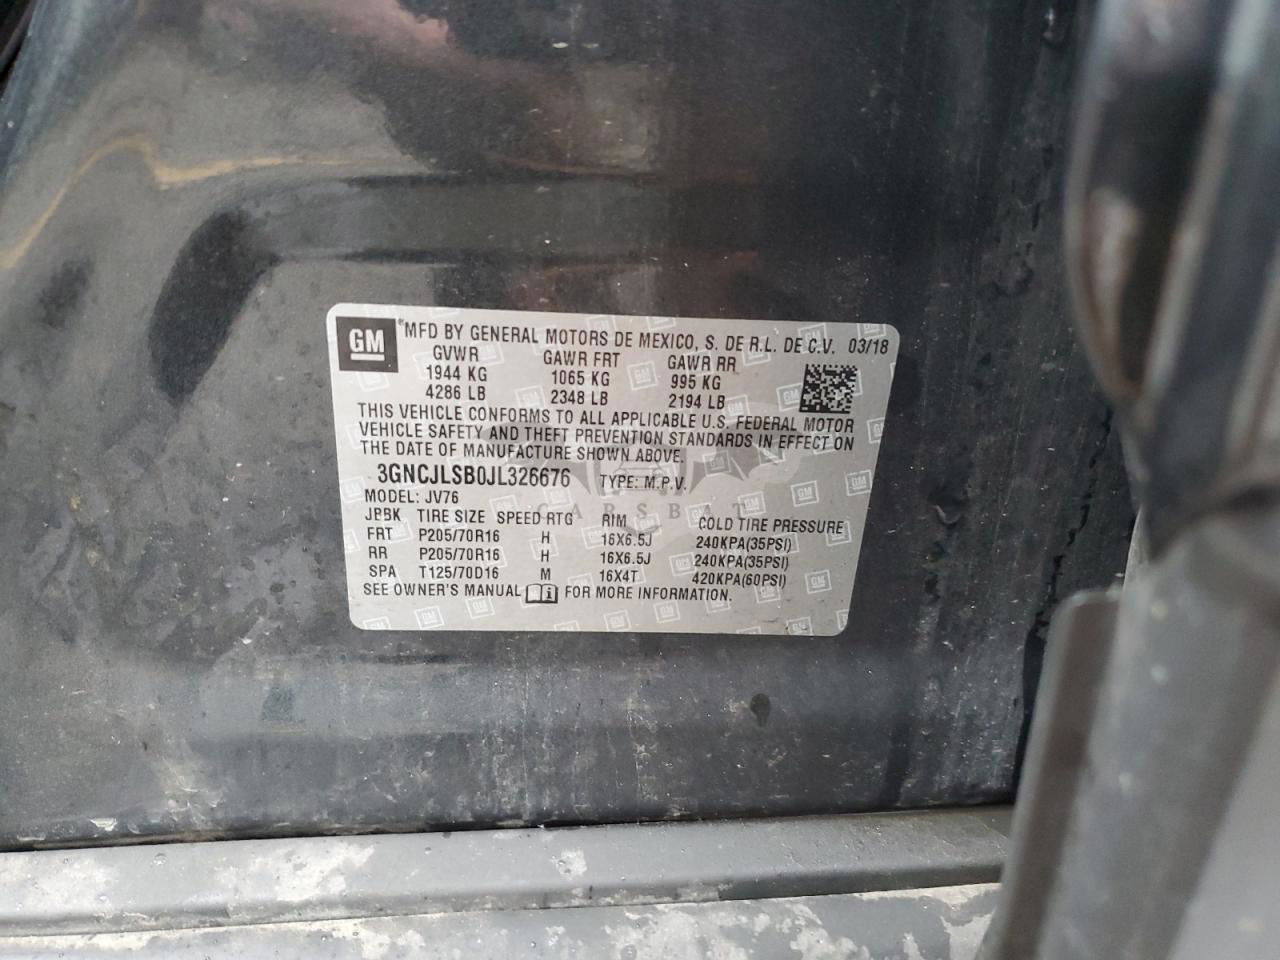 GM ®MFD BY GENERAL MOTORS DE MEXICO, S. DE R.L. DE C.V. 03/18
GVWR GAWR FRT GAWR RR
1944 KG 1065 KG 995 KG
4286 LB 2348 LB 2194 LB
THIS VEHICLE CONFORMS TO ALL APPLICABLE U.S. FEDERAL MOTOR
VEHICLE SAFETY AND THEFT PREVENTION STANDARDS IN EFFECT ON
THE DATE OF MANUFACTURE SHOWN ABOVE.
3GNCJLSB0JL326676 TYPE: M.P.V.
MODEL: JV76
CARSBAT
JBBK TIRE SIZE SPEED RTG RIM COLD TIRE PRESSURE
FRT P205/70R16 H 16X6.5J 240KPA(35PSI)
RR P205/70R16 H 16X6.5J 240KPA(35PSI)
SPA T125/70D16 M 16X4T 420KPA(60PSI)
SEE OWNER'S MANUAL FOR MORE INFORMATION.